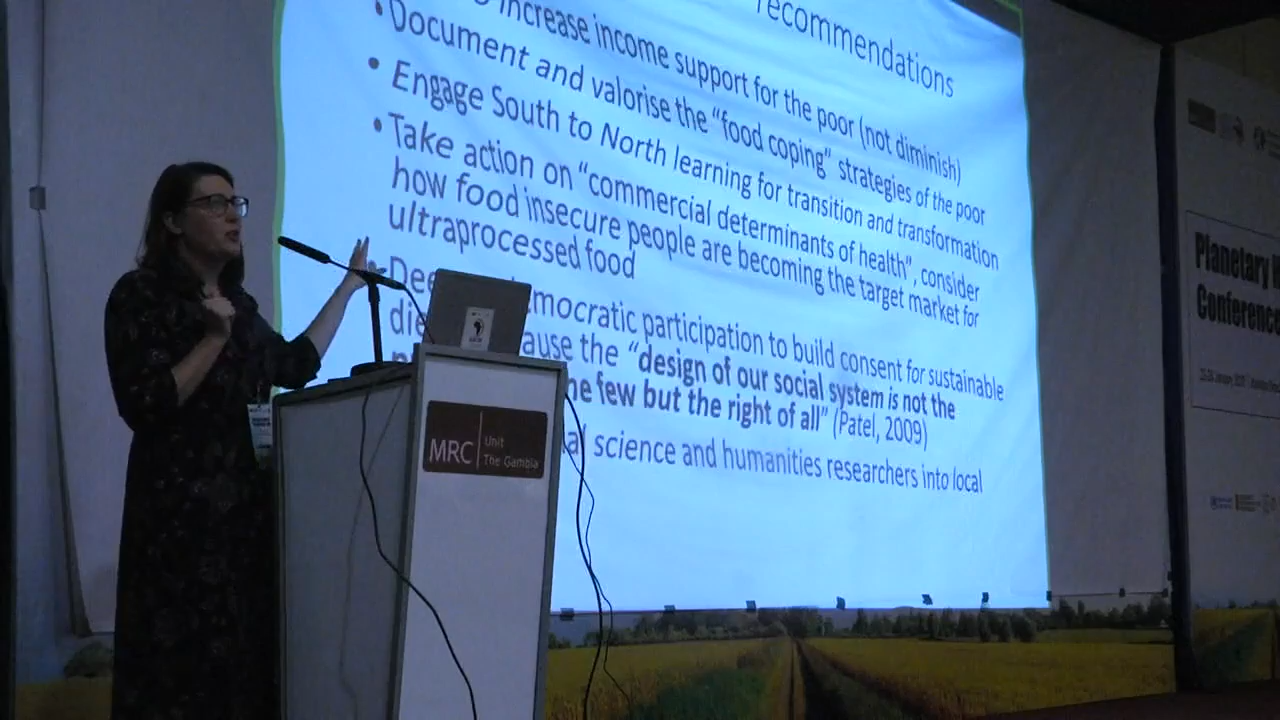 recommendations
increase income support for the poor (not diminish)
•Document and valorise the “food coping” strategies of the poor
• Engage South to North learning for transition and transformation
•Take action on “commercial determinants of health”, consider
how food insecure people are becoming the target market for
ultraprocessed food
participation to build consent for sustainable
the “design of our social system is not the
few but the right of all” (Patel, 2009)
science and humanities researchers into local
MRC
Unit
The Gambia
Planetary
Conference